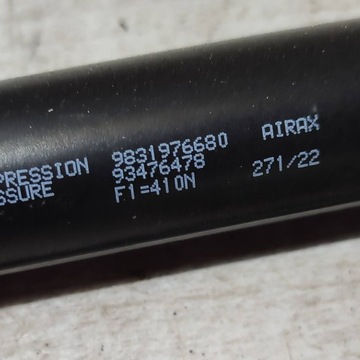 PRESSION 9831976680 AIRAX
SSURE 93476478 271/22
F1=410N